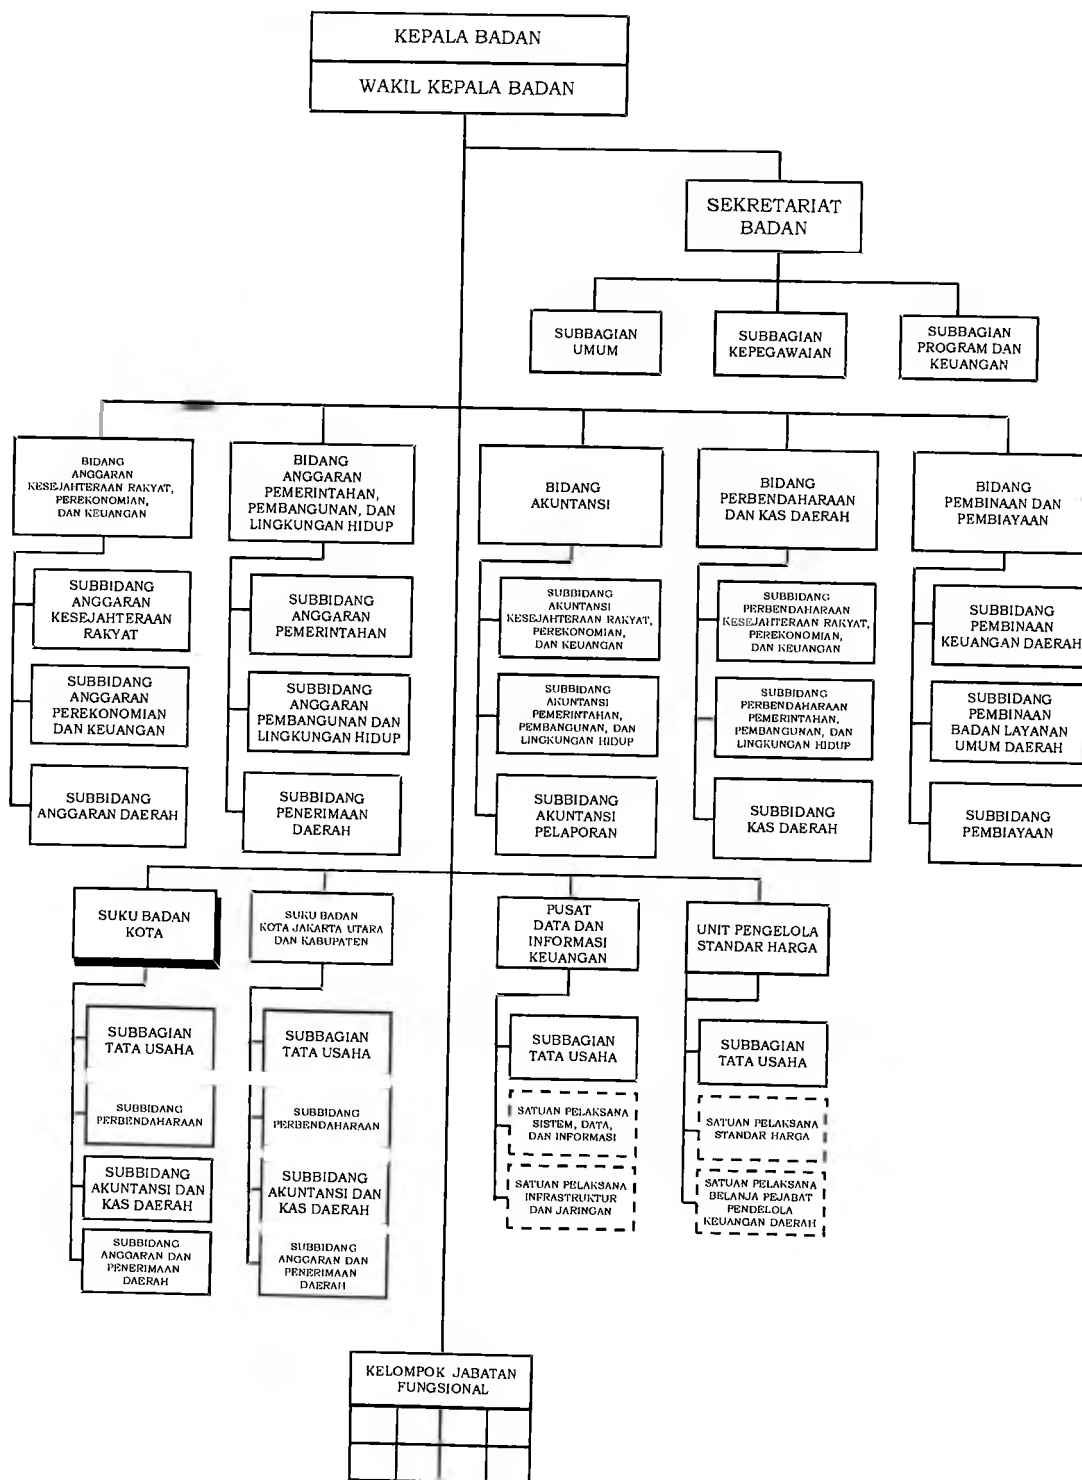 KEPALA BADAN
WAKIL KEPALA BADAN
SEKRETARIAT
BADAN
SUBBAGIAN
UMUM
SUBBAGIAN
KEPEGAWAIAN
SUBBAGIAN
PROGRAM DAN
KEUANGAN
BIDANG
ANGGARAN
KESEJAHTERAAN RAKYAT,
PEREKONOMIAN,
DAN KEUANGAN
BIDANG
ANGGARAN
PEMERINTAHAN,
PEMBANGUNAN, DAN
LINGKUNGAN HIDUP
BIDANG
AKUNTANSI
BIDANG
PERBENDAHARAAN
DAN KAS DAERAH
BIDANG
PEMBINAAN DAN
PEMBIAYAAN
SUBBIDANG
ANGGARAN
KESEJAHTERAAN
RAKYAT
SUBBIDANG
ANGGARAN
PEMERINTAHAN
SUBBIDANG
AKUNTANSI
KESEJAHTERAAN RAKYAT,
PEREKONOMIAN,
DAN KEUANGAN
SUBBIDANG
PERBENDAHARAAN
KESEJAHTERAAN RAKYAT,
PEREKONOMIAN,
DAN KEUANGAN
SUBBIDANG
PEMBINAAN
KEUANGAN DAERAH
SUBBIDANG
ANGGARAN
PEREKONOMIAN
DAN KEUANGAN
SUBBIDANG
ANGGARAN
PEMBANGUNAN DAN
LINGKUNGAN HIDUP
SUBBIDANG
AKUNTANSI
PEMERINTAHAN,
PEMBANGUNAN, DAN
LINGKUNGAN HIDUP
SUBBIDANG
PERBENDAHARAAN
PEMERINTAHAN,
PEMBANGUNAN, DAN
LINGKUNGAN HIDUP
SUBBIDANG
PEMBINAAN
BADAN LAYANAN
UMUM DAERAH
SUBBIDANG
ANGGARAN DAERAH
SUBBIDANG
PENERIMAAN
DAERAH
SUBBIDANG
AKUNTANSI
PELAPORAN
SUBBIDANG
KAS DAERAH
SUBBIDANG
PEMBIAYAAN
SUKU BADAN
KOTA
SUKU BADAN
KOTA JAKARTA UTARA
DAN KABUPATEN
PUSAT
DATA DAN
INFORMASI
KEUANGAN
UNIT PENGELOLA
STANDAR HARGA
SUBBAGIAN
TATA USAHA
SUBBAGIAN
TATA USAHA
SUBBAGIAN
TATA USAHA
SUBBAGIAN
TATA USAHA
SUBBIDANG
PERBENDAHARAAN
SUBBIDANG
PERBENDAHARAAN
SATUAN PELAKSANA
SISTEM, DATA,
DAN INFORMASI
SATUAN PELAKSANA
STANDAR HARGA
SUBBIDANG
AKUNTANSI DAN
KAS DAERAH
SUBBIDANG
AKUNTANSI DAN
KAS DAERAH
SATUAN PELAKSANA
INFRASTRUKTUR
DAN JARINGAN
SATUAN PELAKSANA
BELANJA PEJABAT
PENDELOLA
KEUANGAN DAERAH
SUBBIDANG
ANGGARAN DAN
PENERIMAAN
DAERAH
SUBBIDANG
ANGGARAN DAN
PENERIMAAN
DAERAH
KELOMPOK JABATAN
FUNGSIONAL